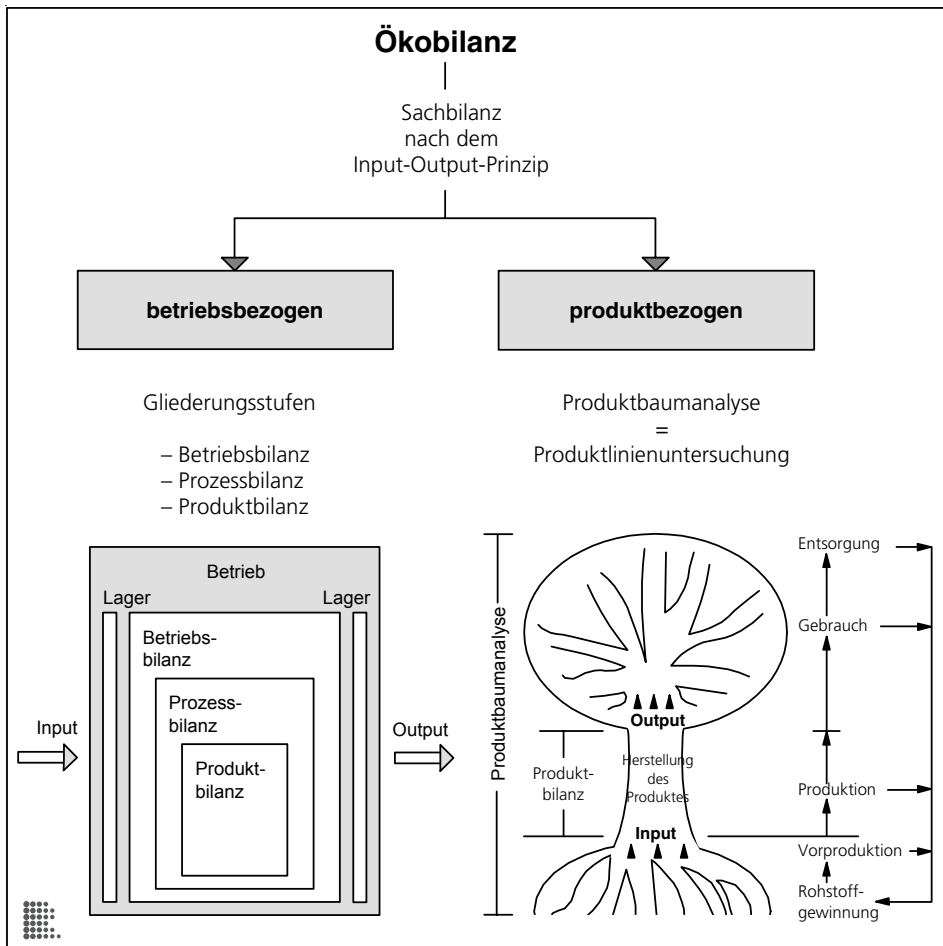 Ökobilanz
Sachbilanz
nach dem
Input-Output-Prinzip
betriebsbezogen
produktbezogen
Gliederungsstufen
– Betriebsbilanz
– Prozessbilanz
– Produktbilanz
Produktbaumanalyse
=
Produktlinienuntersuchung
Betrieb
Lager
Lager
Betriebs-
bilanz
Prozess-
bilanz
Produkt-
bilanz
Input
Output
Produktbaumanalyse
Produkt-
bilanz
Output
Herstellung
des
Produktes
Input
Entsorgung
Gebrauch
Produktion
Vorproduktion
Rohstoff-
gewinnung